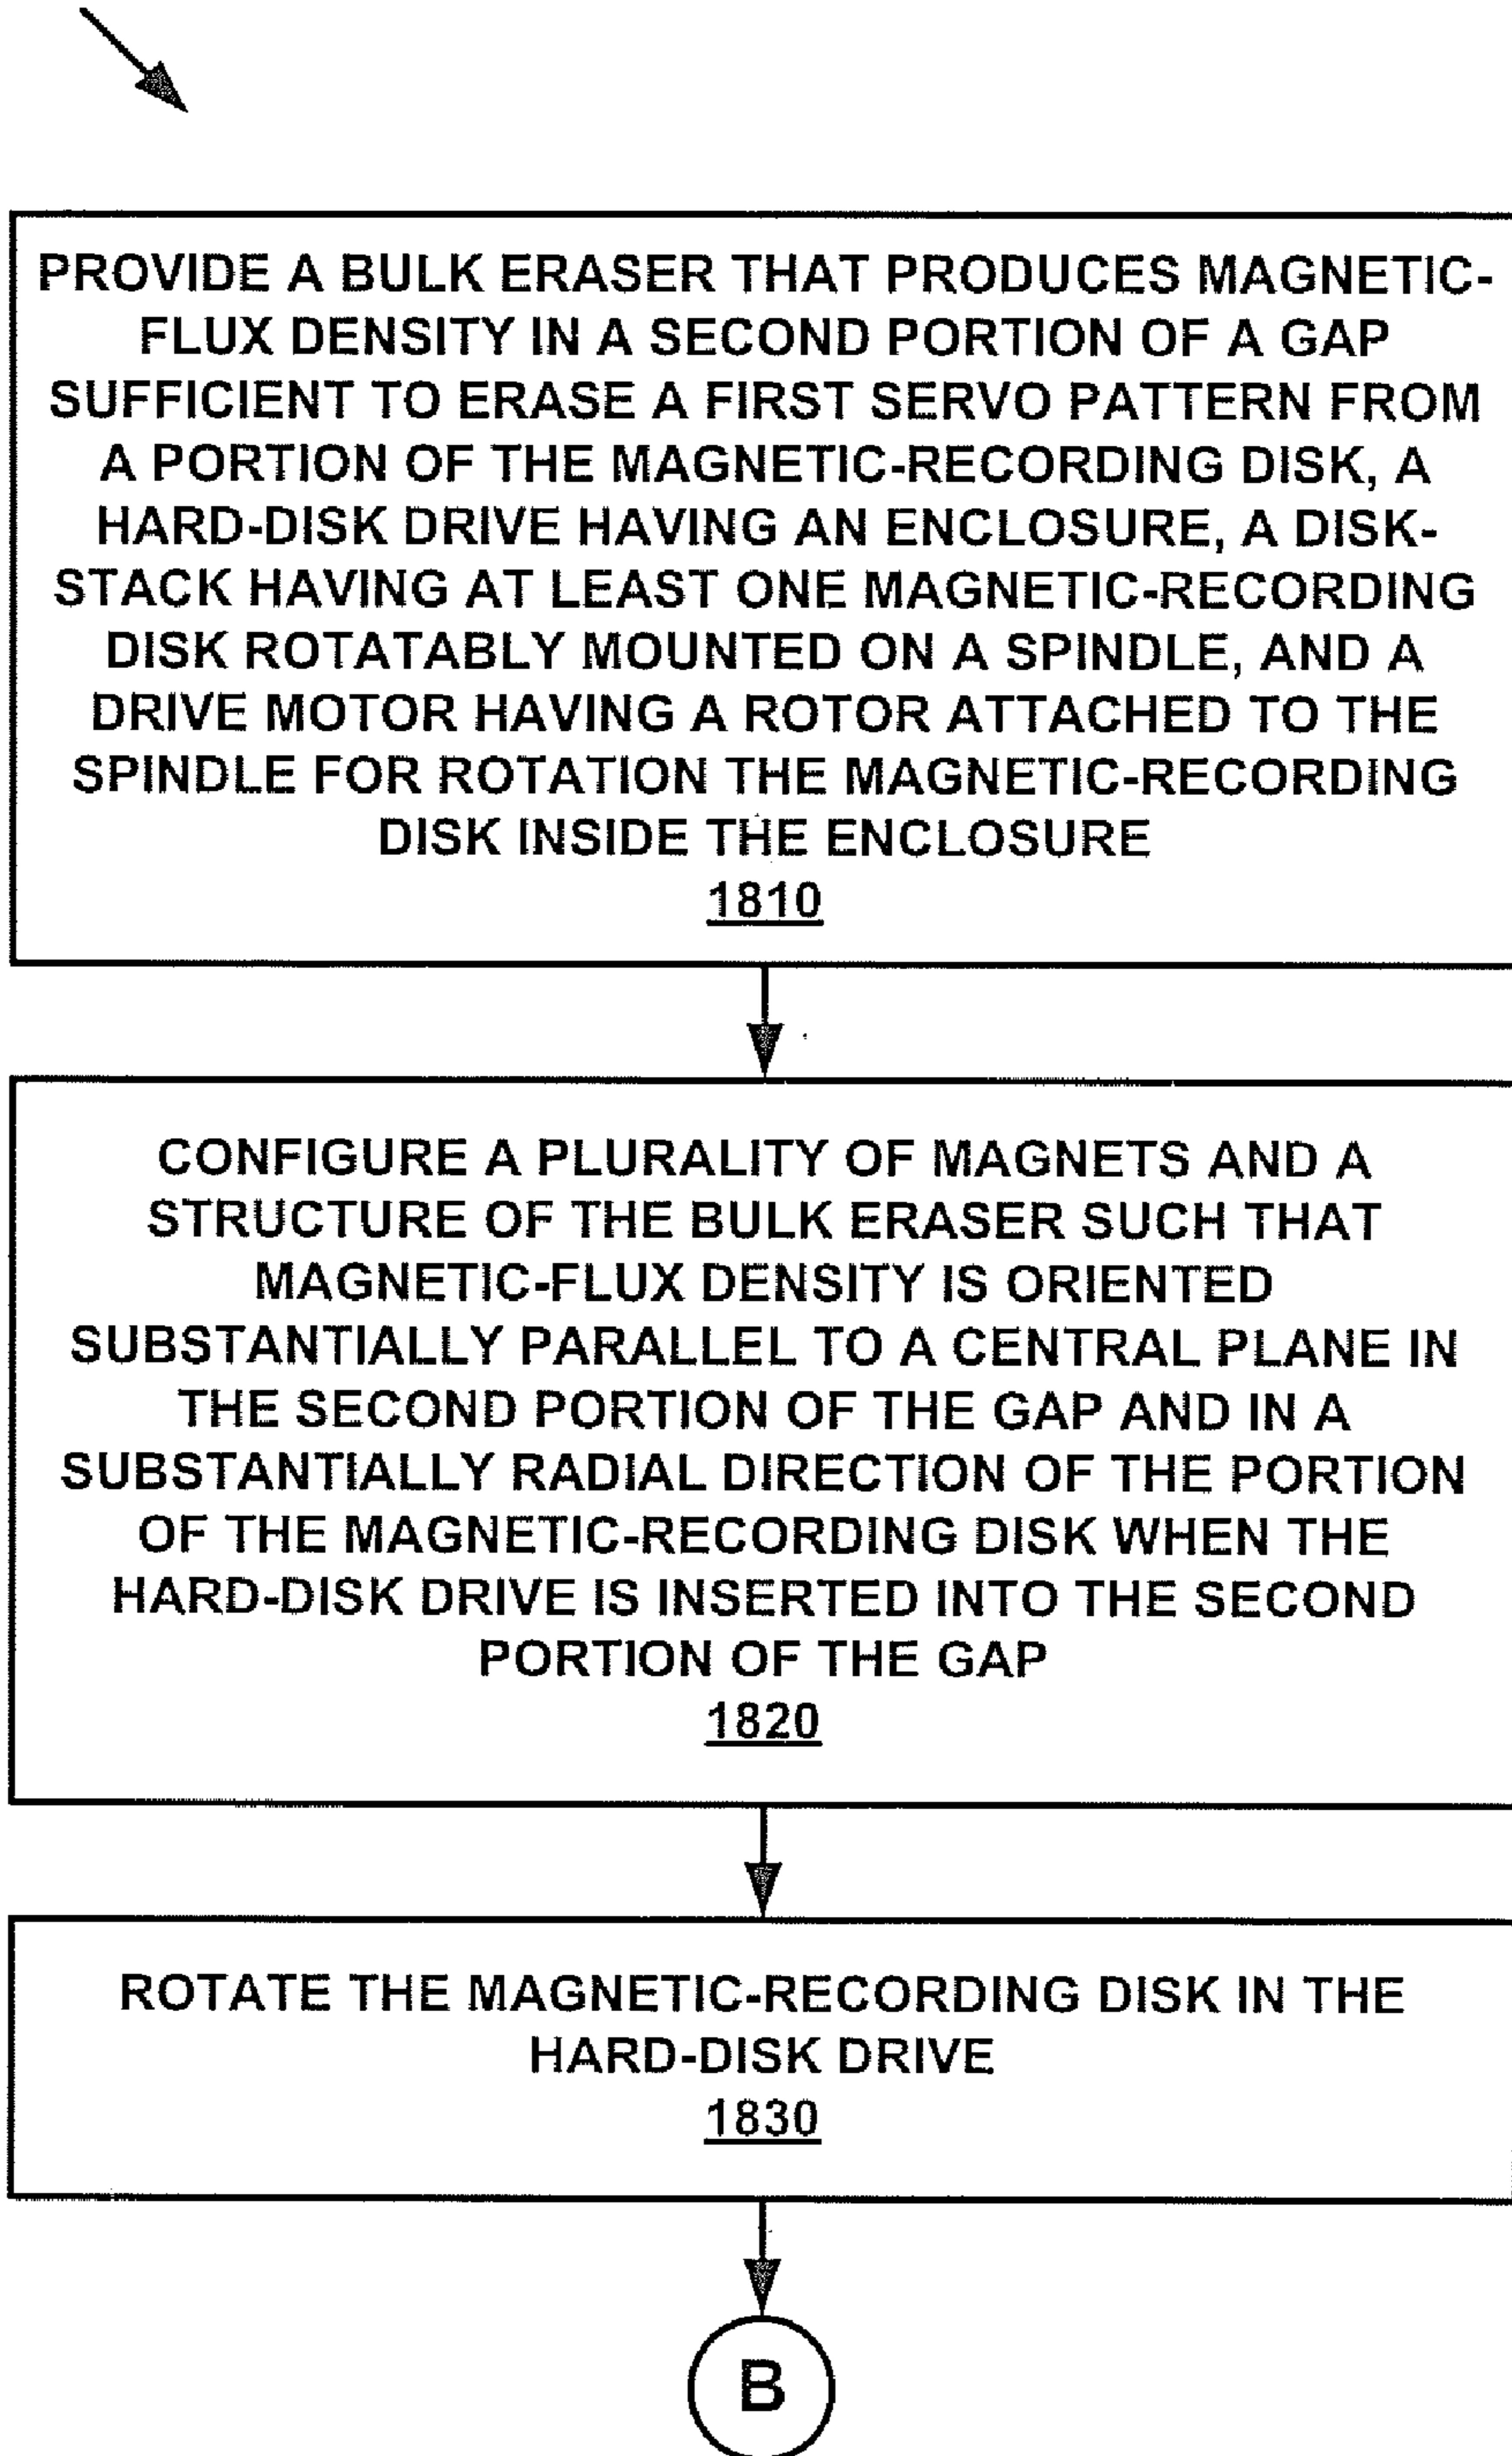 PROVIDE A BULK ERASER THAT PRODUCES MAGNETIC-
FLUX DENSITY IN A SECOND PORTION OF A GAP
SUFFICIENT TO ERASE A FIRST SERVO PATTERN FROM
A PORTION OF THE MAGNETIC-RECORDING DISK, A
HARD-DISK DRIVE HAVING AN ENCLOSURE, A DISK-
STACK HAVING AT LEAST ONE MAGNETIC-RECORDING
DISK ROTATABLY MOUNTED ON A SPINDLE, AND A
DRIVE MOTOR HAVING A ROTOR ATTACHED TO THE
SPINDLE FOR ROTATION THE MAGNETIC-RECORDING
DISK INSIDE THE ENCLOSURE
1810
CONFIGURE A PLURALITY OF MAGNETS AND A
STRUCTURE OF THE BULK ERASER SUCH THAT
MAGNETIC-FLUX DENSITY IS ORIENTED
SUBSTANTIALLY PARALLEL TO A CENTRAL PLANE IN
THE SECOND PORTION OF THE GAP AND IN A
SUBSTANTIALLY RADIAL DIRECTION OF THE PORTION
OF THE MAGNETIC-RECORDING DISK WHEN THE
HARD-DISK DRIVE IS INSERTED INTO THE SECOND
PORTION OF THE GAP
1820
ROTATE THE MAGNETIC-RECORDING DISK IN THE
HARD-DISK DRIVE
1830
B